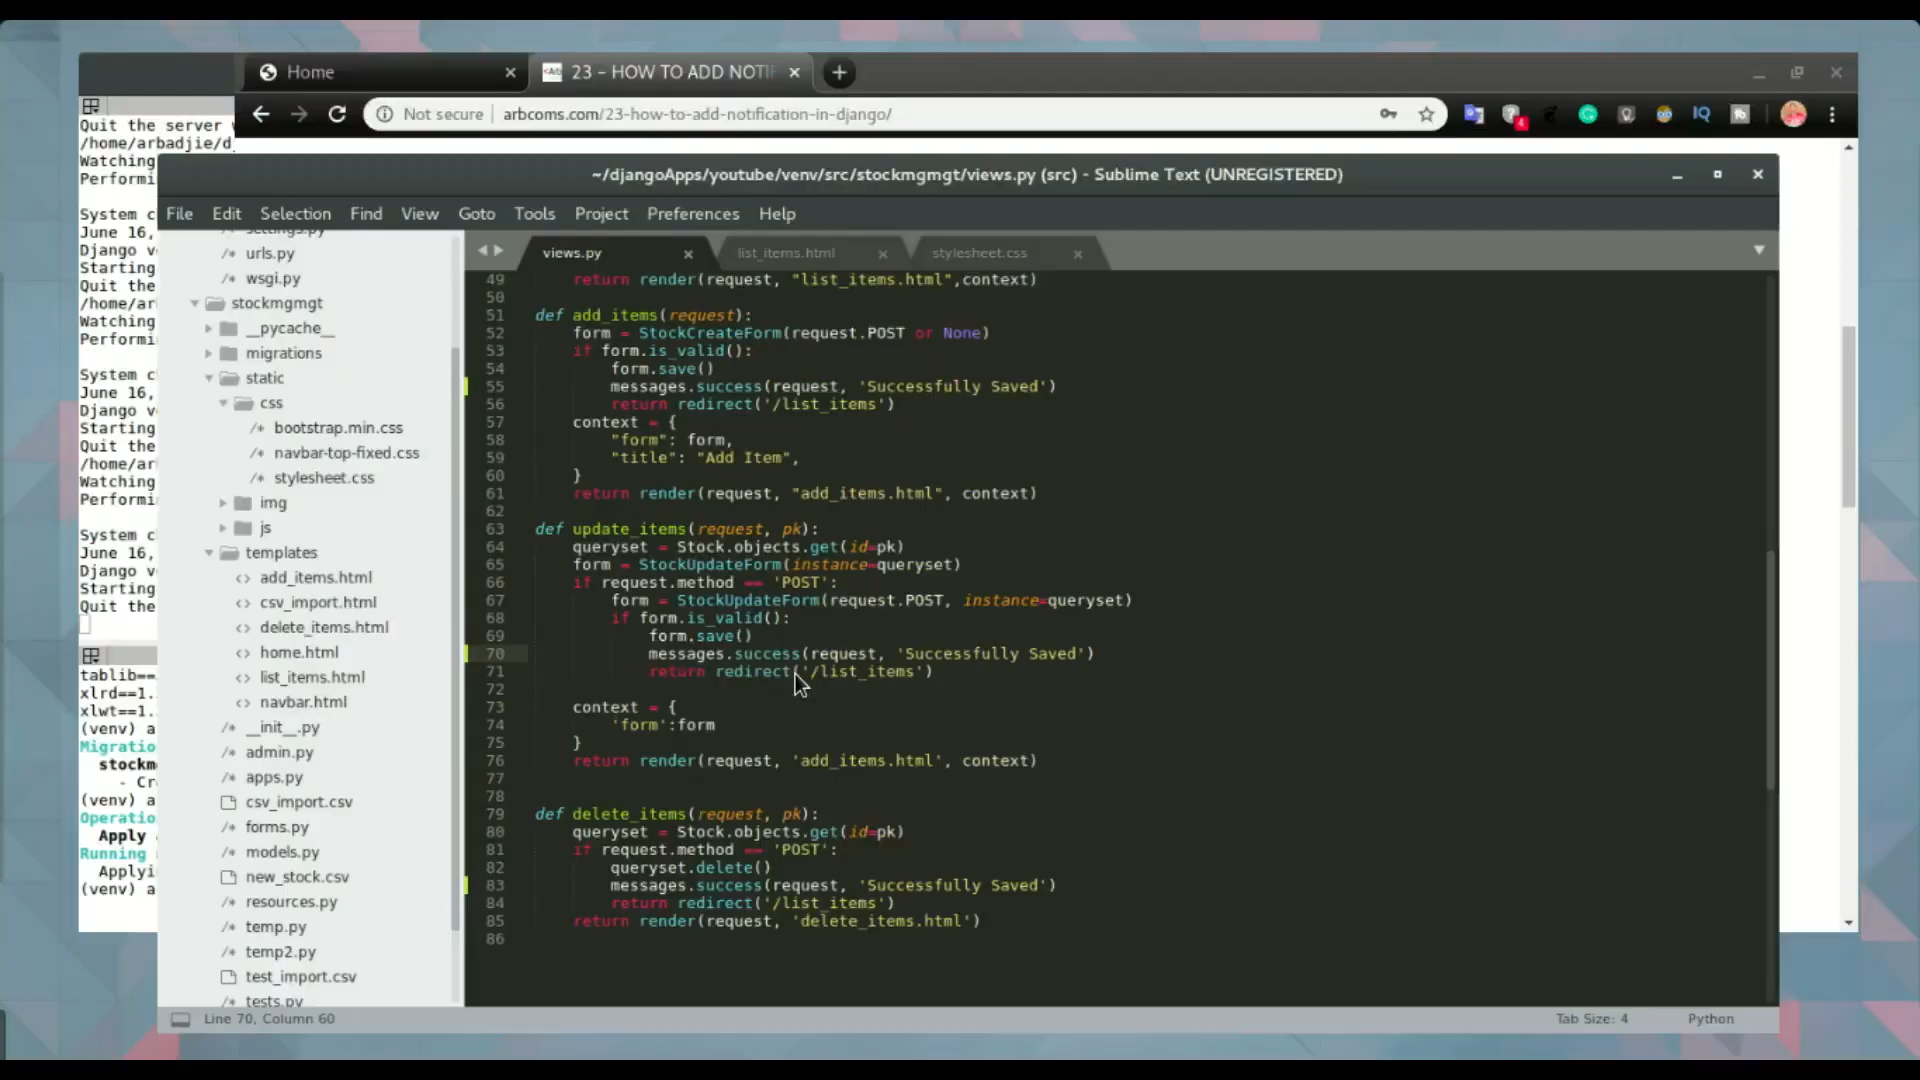 Home
23 – HOW TO ADD NOTIF
Not secure | arbcoms.com/23-how-to-add-notification-in-django/
4
IQ
Quit the server w
/home/arbadjie/d
Watching
Performi
System c
June 16,
Django v
Starting
Quit the
/home/ar
Watching
Performi
System c
June 16,
Django v
Starting
Quit the
/home/ar
Watching
Performi
System c
June 16,
Django v
Starting
Quit the
tablib==
xlrd==1.
xlwt==1.
(venv) a
Migratio
stockm
- Cr
(venv) a
Operatio
Apply
Running
Applyi
(venv) a
~/djangoApps/youtube/venv/src/stockmgmgt/views.py (src) - Sublime Text (UNREGISTERED)
File Edit Selection Find View Goto Tools Project Preferences Help
settings.py
/* urls.py
/* wsgi.py
stockmgmgt
__pycache__
migrations
static
css
/* bootstrap.min.css
/* navbar-top-fixed.css
/* stylesheet.css
img
js
templates
<> add_items.html
<> csv_import.html
<> delete_items.html
<> home.html
<> list_items.html
<> navbar.html
/* __init__.py
/* admin.py
/* apps.py
csv_import.csv
/* forms.py
/* models.py
new_stock.csv
/* resources.py
/* temp.py
/* temp2.py
test_import.csv
/* tests.py
views.py list_items.html stylesheet.css
49 return render(request, "list_items.html",context)
50
51 def add_items(request):
52 form = StockCreateForm(request.POST or None)
53 if form.is_valid():
54 form.save()
55 messages.success(request, 'Successfully Saved')
56 return redirect('/list_items')
57 context = {
58 "form": form,
59 "title": "Add Item",
60 }
61 return render(request, "add_items.html", context)
62
63 def update_items(request, pk):
64 queryset = Stock.objects.get(id=pk)
65 form = StockUpdateForm(instance=queryset)
66 if request.method == 'POST':
67 form = StockUpdateForm(request.POST, instance=queryset)
68 if form.is_valid():
69 form.save()
70 messages.success(request, 'Successfully Saved')
71 return redirect('/list_items')
72
73 context = {
74 'form':form
75 }
76 return render(request, 'add_items.html', context)
77
78
79 def delete_items(request, pk):
80 queryset = Stock.objects.get(id=pk)
81 if request.method == 'POST':
82 queryset.delete()
83 messages.success(request, 'Successfully Saved')
84 return redirect('/list_items')
85 return render(request, 'delete_items.html')
86
Line 70, Column 60
Tab Size: 4
Python